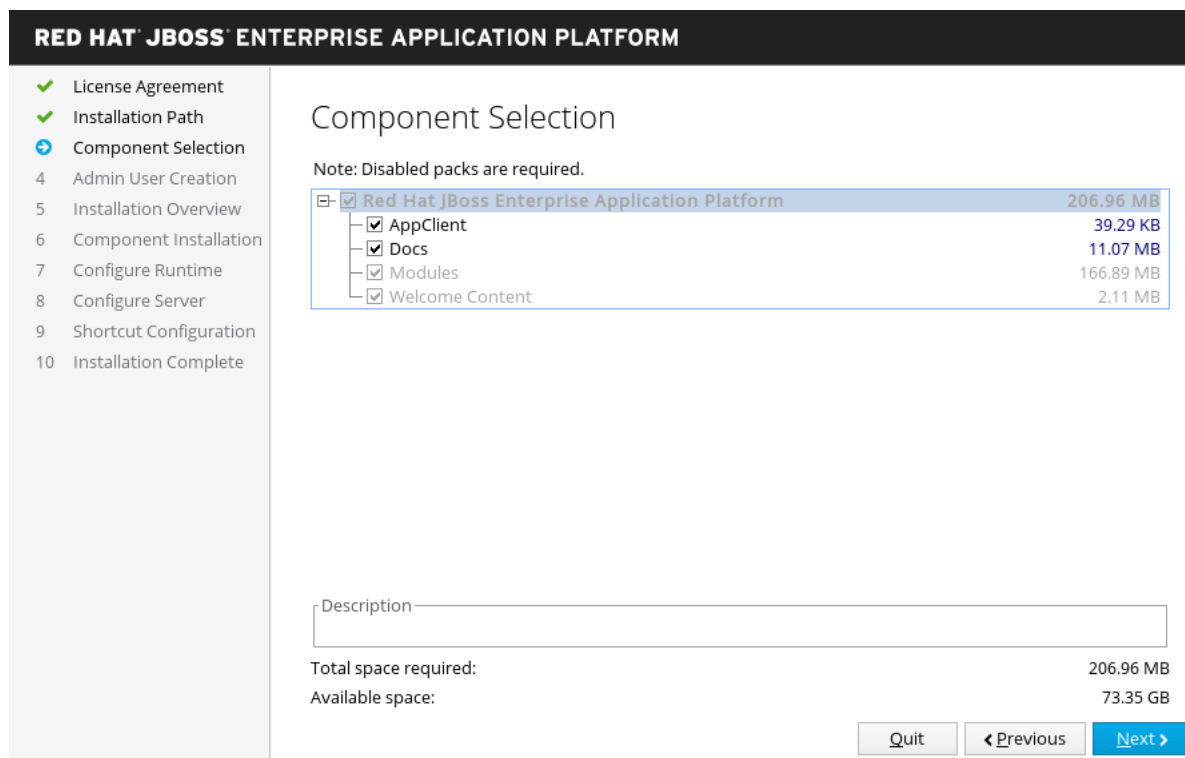 RED HAT® JBOSS® ENTERPRISE APPLICATION PLATFORM
License Agreement
Installation Path
Component Selection
4 Admin User Creation
5 Installation Overview
6 Component Installation
7 Configure Runtime
8 Configure Server
9 Shortcut Configuration
10 Installation Complete
Component Selection
Note: Disabled packs are required.
Red Hat JBoss Enterprise Application Platform 206.96 MB
AppClient 39.29 KB
Docs 11.07 MB
Modules 166.89 MB
Welcome Content 2.11 MB
Description
Total space required: 206.96 MB
Available space: 73.35 GB
Quit Previous Next